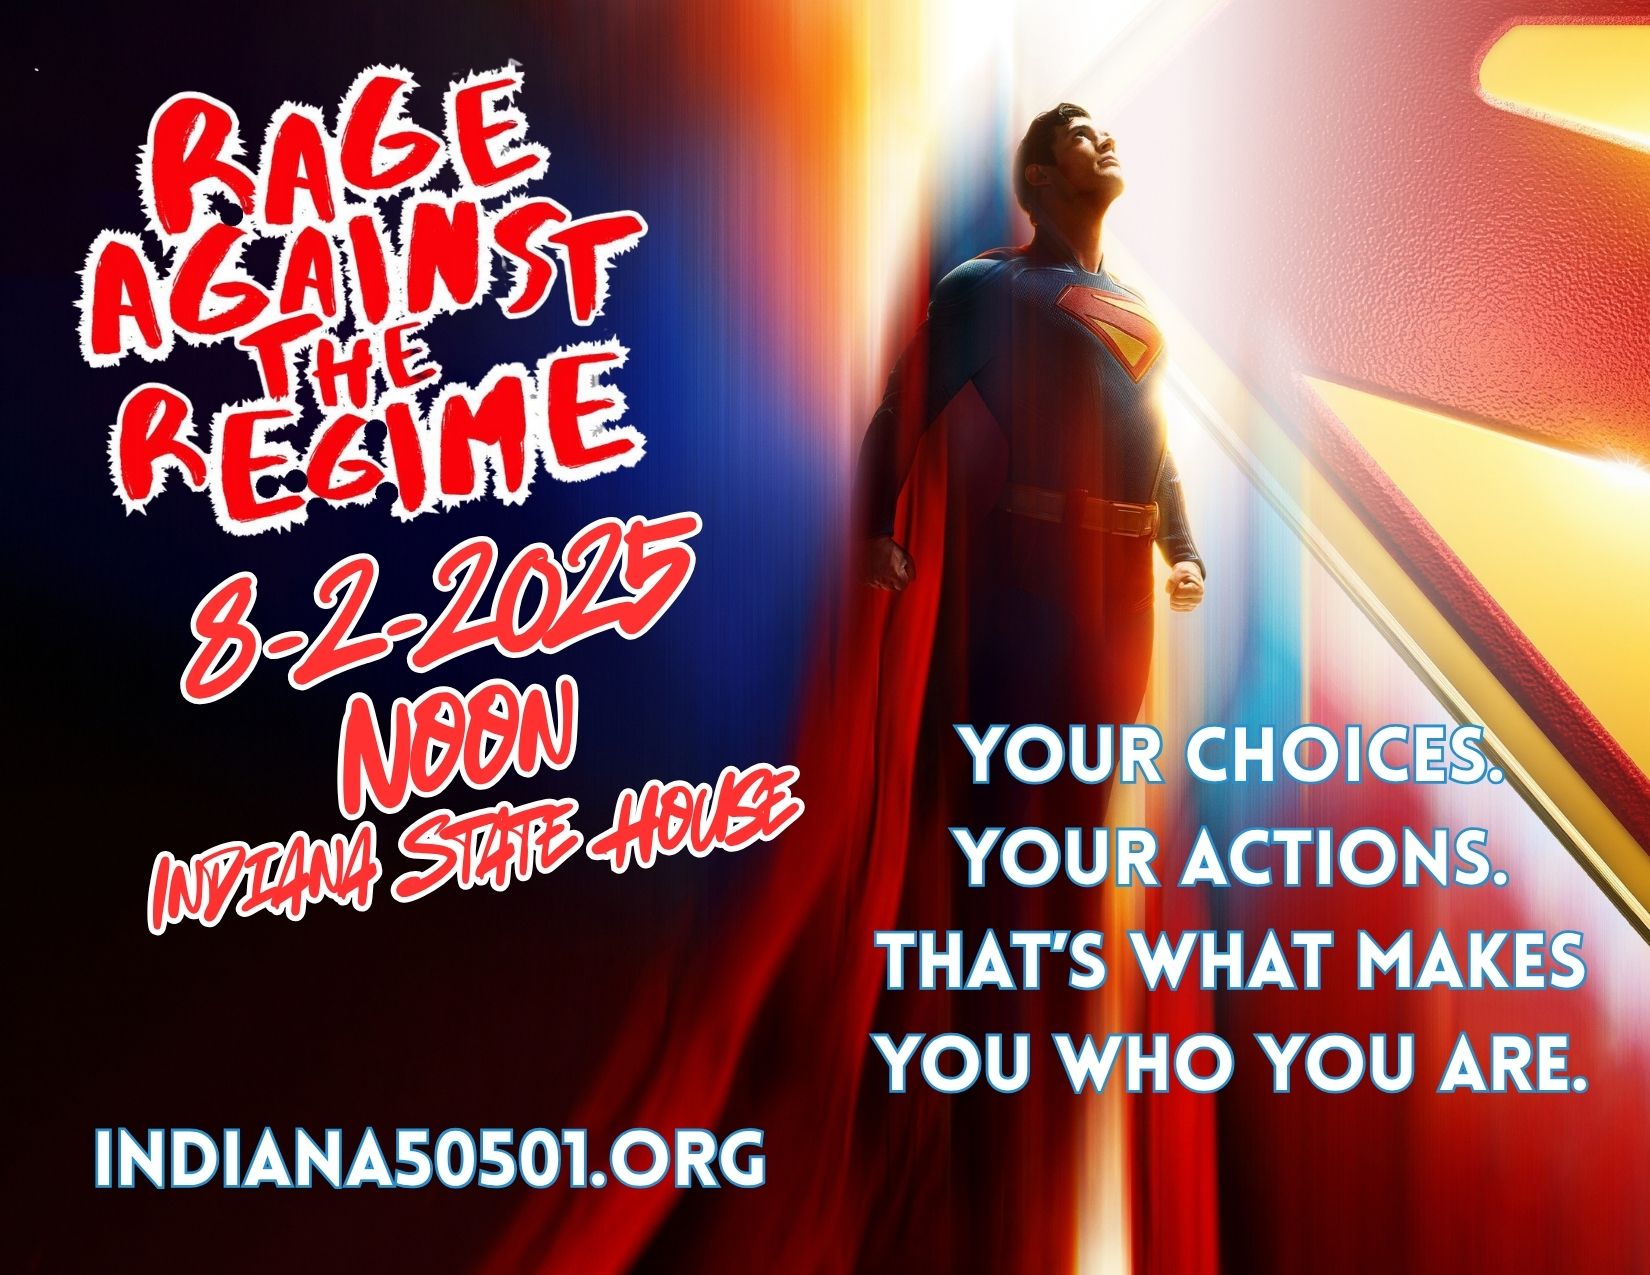 RAGE
AGAINST
THE
REGIME
8-2-2025
NOON
INDIANA STATE HOUSE
YOUR CHOICES.
YOUR ACTIONS.
THAT'S WHAT MAKES
YOU WHO YOU ARE.
INDIANA50501.ORG